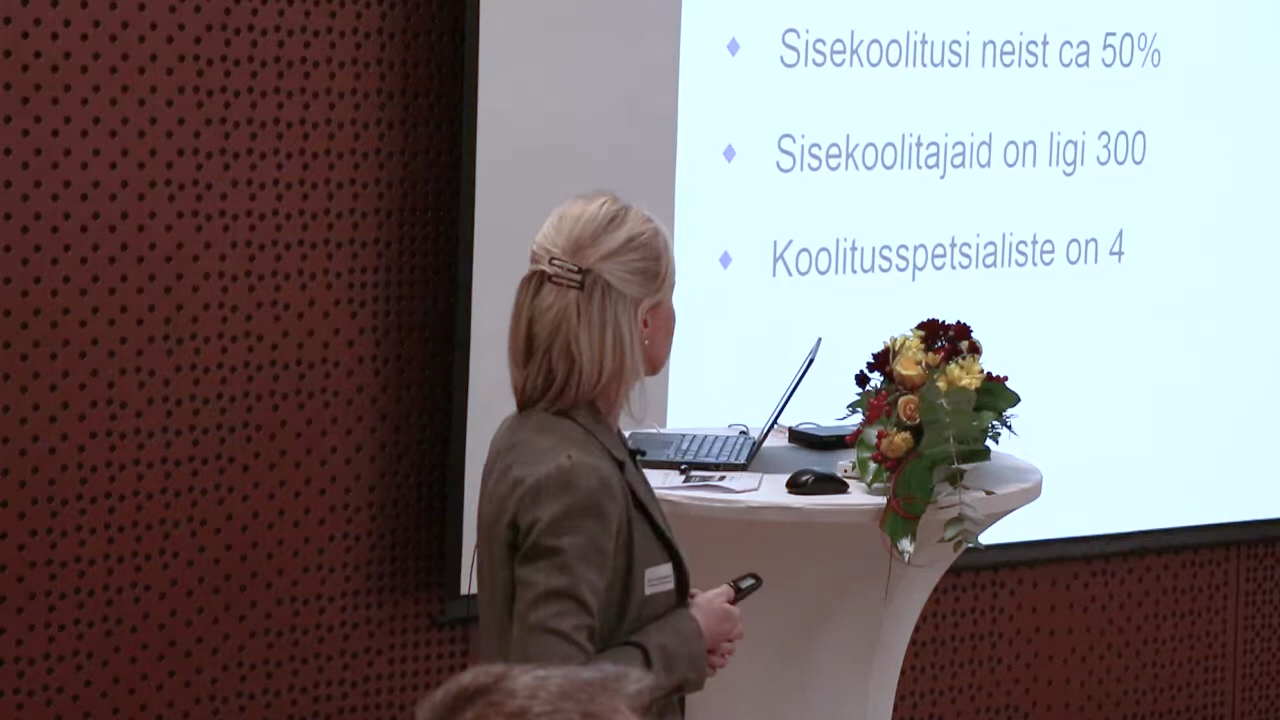 Sisekoolitusi neist ca 50%
Sisekoolitajaid on ligi 300
Koolitusspetsialiste on 4